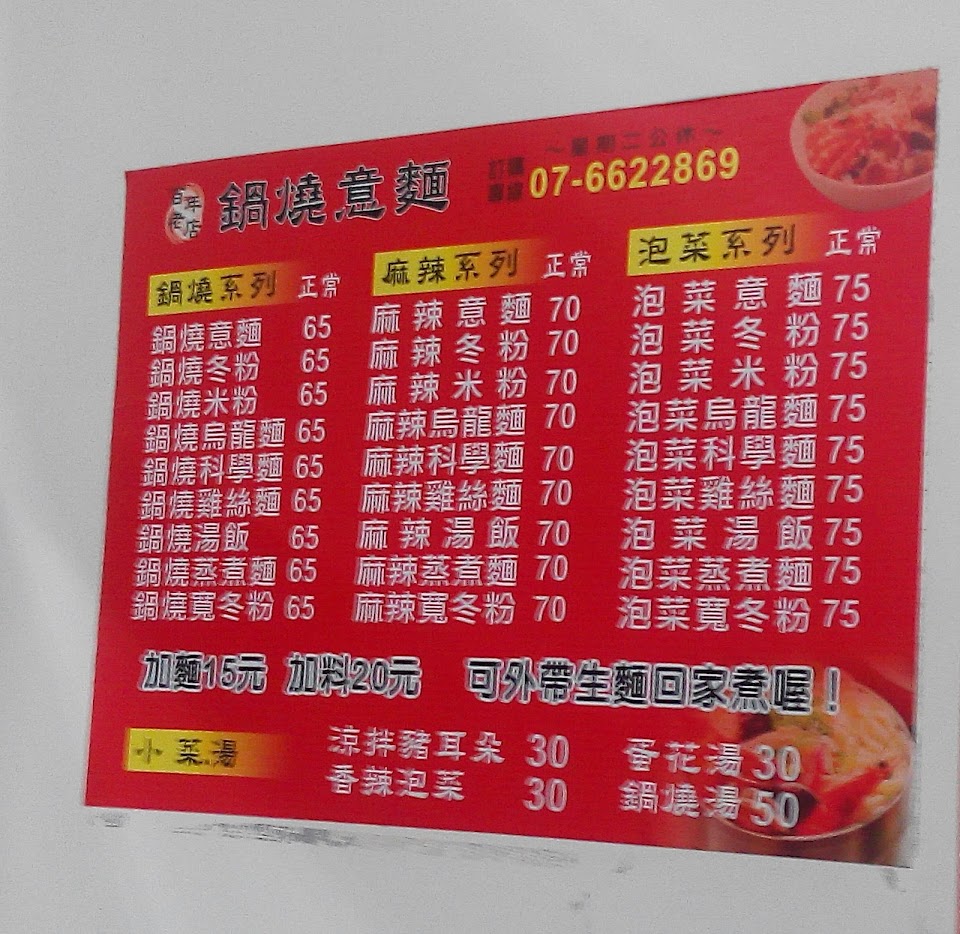 百年老店
鍋燒意麵
~星期二公休~
訂購專線 07-6622869
鍋燒系列 正常
鍋燒意麵 65
鍋燒冬粉 65
鍋燒米粉 65
鍋燒烏龍麵 65
鍋燒科學麵 65
鍋燒雞絲麵 65
鍋燒湯飯 65
鍋燒蒸煮麵 65
鍋燒寬冬粉 65
麻辣系列 正常
麻辣意麵 70
麻辣冬粉 70
麻辣米粉 70
麻辣烏龍麵 70
麻辣科學麵 70
麻辣雞絲麵 70
麻辣湯飯 70
麻辣蒸煮麵 70
麻辣寬冬粉 70
泡菜系列 正常
泡菜意麵 75
泡菜冬粉 75
泡菜米粉 75
泡菜烏龍麵 75
泡菜科學麵 75
泡菜雞絲麵 75
泡菜湯飯 75
泡菜蒸煮麵 75
泡菜寬冬粉 75
加麵15元 加料20元 可外帶生麵回家煮喔!
小菜.湯
涼拌豬耳朵 30
香辣泡菜 30
蛋花湯 30
鍋燒湯 50